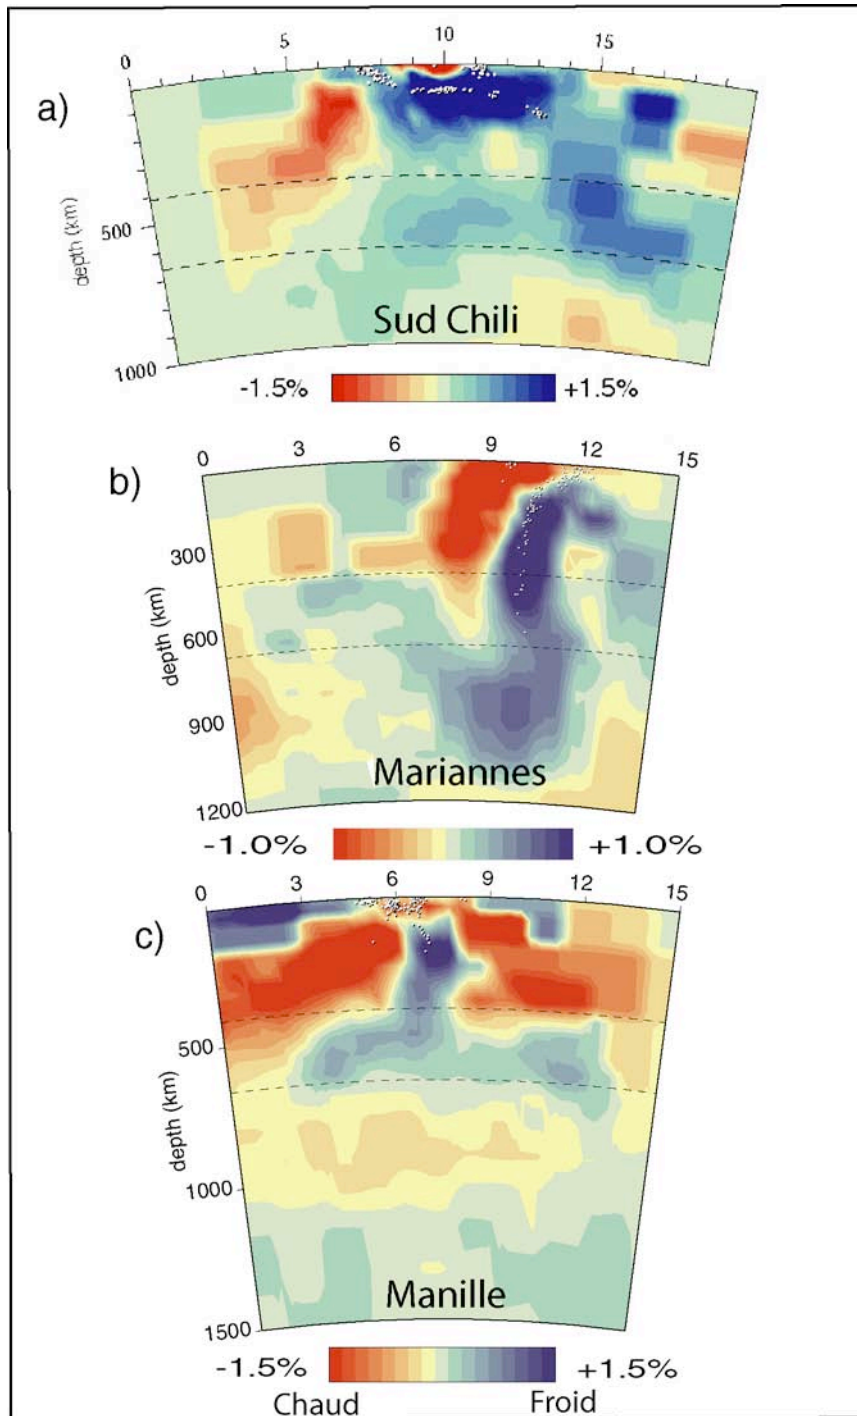 5 10 15
0
a)
500
depth (km)
1000
Sud Chili
-1.5% +1.5%
0 3 6 9 12 15
b)
300
600
depth (km)
900
1200
Mariannes
-1.0% +1.0%
0 3 6 9 12 15
c)
500
depth (km)
1000
1500
Manille
-1.5% +1.5%
Chaud Froid